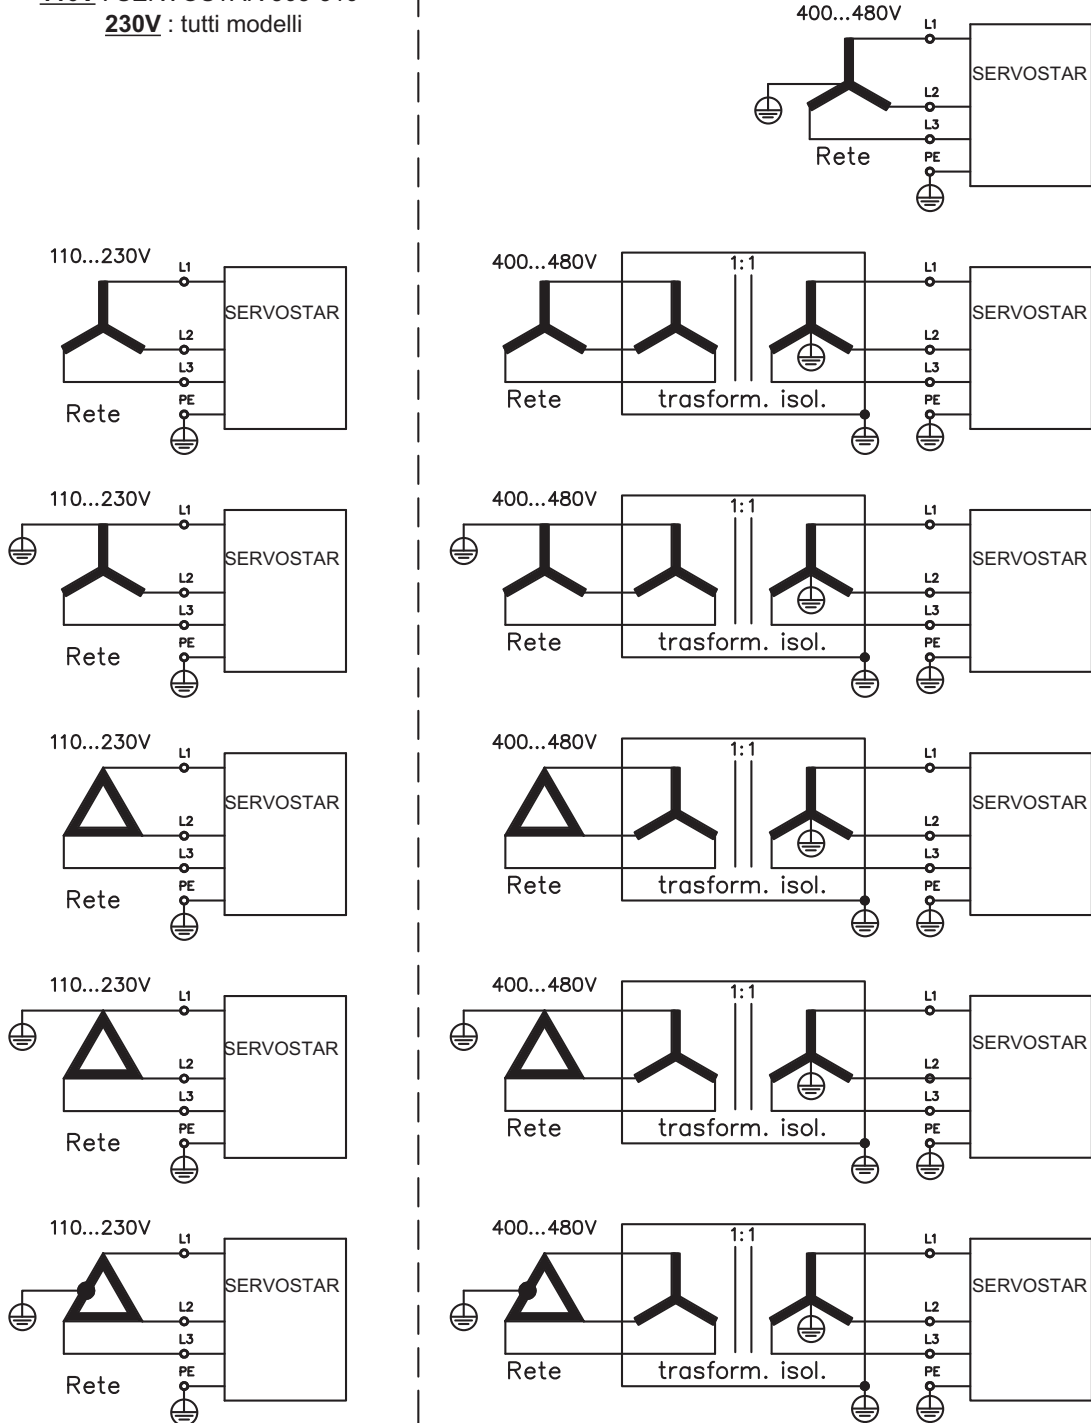 230V : tutti modelli
400...480V
L1
SERVOSTAR
L2
L3
Rete
PE
110...230V
L1
SERVOSTAR
L2
L3
PE
Rete
400...480V
1:1
L1
SERVOSTAR
L2
L3
PE
Rete
trasform. isol.
110...230V
L1
SERVOSTAR
L2
L3
PE
Rete
400...480V
1:1
L1
SERVOSTAR
L2
L3
PE
Rete
trasform. isol.
110...230V
L1
SERVOSTAR
L2
L3
PE
Rete
400...480V
1:1
L1
SERVOSTAR
L2
L3
PE
Rete
trasform. isol.
110...230V
L1
SERVOSTAR
L2
L3
PE
Rete
400...480V
1:1
L1
SERVOSTAR
L2
L3
PE
Rete
trasform. isol.
110...230V
L1
SERVOSTAR
L2
L3
PE
Rete
400...480V
1:1
L1
SERVOSTAR
L2
L3
PE
Rete
trasform. isol.